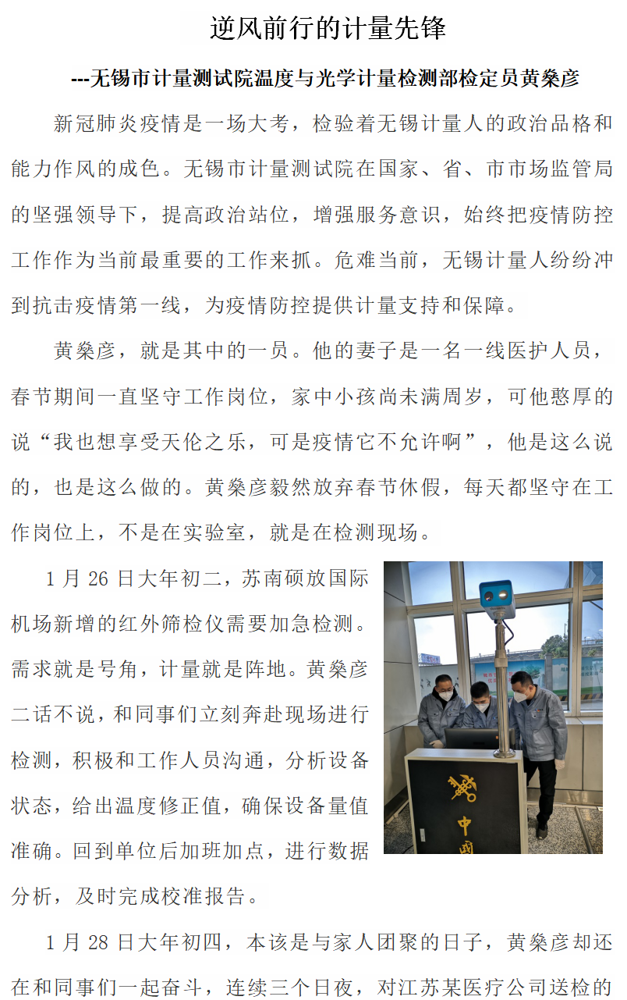 逆风前行的计量先锋
---无锡市计量测试院温度与光学计量检测部检定员黄燊彦
新冠肺炎疫情是一场大考，检验着无锡计量人的政治品格和
能力作风的成色。无锡市计量测试院在国家、省、市市场监管局
的坚强领导下，提高政治站位，增强服务意识，始终把疫情防控
工作作为当前最重要的工作来抓。危难当前，无锡计量人纷纷冲
到抗击疫情第一线，为疫情防控提供计量支持和保障。
黄燊彦，就是其中的一员。他的妻子是一名一线医护人员，
春节期间一直坚守工作岗位，家中小孩尚未满周岁，可他憨厚的
说“我也想享受天伦之乐，可是疫情它不允许啊”，他是这么说
的，也是这么做的。黄燊彦毅然放弃春节休假，每天都坚守在工
作岗位上，不是在实验室，就是在检测现场。
1月26日大年初二，苏南硕放国际
机场新增的红外筛检仪需要加急检测。
需求就是号角，计量就是阵地。黄燊彦
二话不说，和同事们立刻奔赴现场进行
检测，积极和工作人员沟通，分析设备
状态，给出温度修正值，确保设备量值
准确。回到单位后加班加点，进行数据
分析，及时完成校准报告。
中国
1月28日大年初四，本该是与家人团聚的日子，黄燊彦却还
在和同事们一起奋斗，连续三个日夜，对江苏某医疗公司送检的